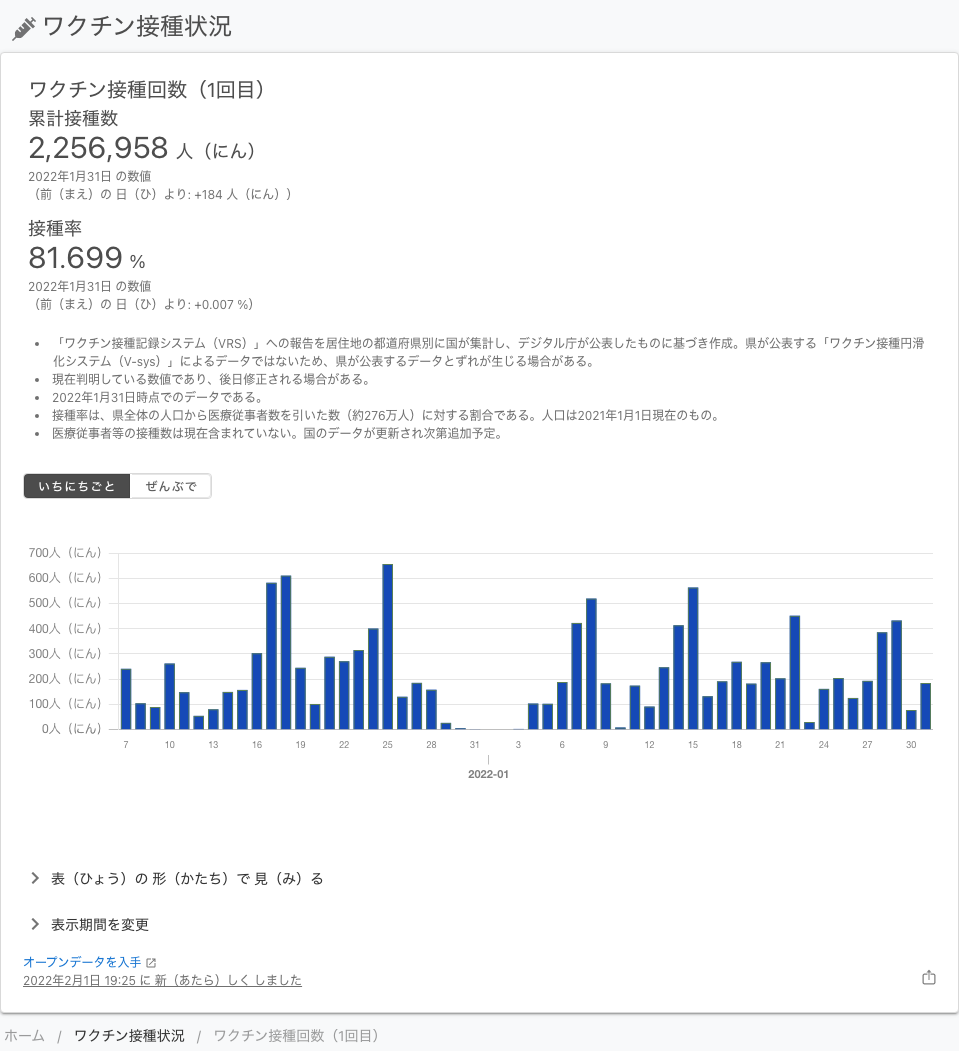 ワクチン接種状況
ワクチン接種回数（1回目）
累計接種数
2,256,958 人（にん）
2022年1月31日 の数値
（前（まえ）の 日（ひ）より: +184 人（にん））
接種率
81.699 %
2022年1月31日 の数値
（前（まえ）の 日（ひ）より: +0.007 %）
• 「ワクチン接種記録システム（VRS）」への報告を居住地の都道府県別に国が集計し、デジタル庁が公表したものに基づき作成。県が公表する「ワクチン接種円滑
化システム（V-sys）」によるデータではないため、県が公表するデータとずれが生じる場合がある。
• 現在判明している数値であり、後日修正される場合がある。
• 2022年1月31日時点でのデータである。
• 接種率は、県全体の人口から医療従事者数を引いた数（約276万人）に対する割合である。人口は2021年1月1日現在のもの。
• 医療従事者等の接種数は現在含まれていない。国のデータが更新され次第追加予定。
いちにちごと ぜんぶで
700人（にん）
600人（にん）
500人（にん）
400人（にん）
300人（にん）
200人（にん）
100人（にん）
0人（にん）
7 10 13 16 19 22 25 28 31 3 6 9 12 15 18 21 24 27 30
2022-01
表（ひょう）の 形（かたち）で 見（み）る
表示期間を変更
オープンデータを入手
2022年2月1日 19:25 に 新（あたら）しく しました
ホーム / ワクチン接種状況 / ワクチン接種回数（1回目）